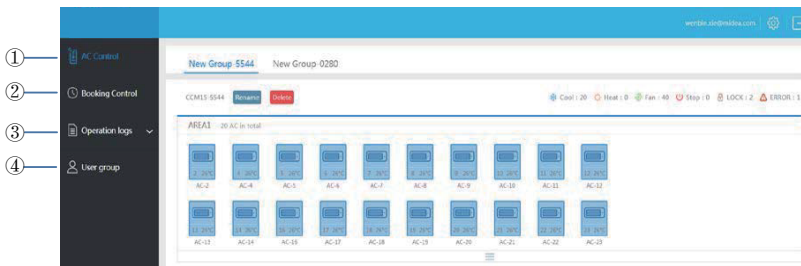 wenbie.xin@midea.com
① AC Control
② Booking Control
③ Operation logs
④ User group
New Group-5544 New Group-0280
CCM15-5544 Rename Delete Cool : 20 Heat : 0 Fan : 40 Stop : 0 LOCK : 2 ERROR : 1
AREA1 20 AC in total
AC-2 AC-4 AC-5 AC-6 AC-7 AC-8 AC-9 AC-10 AC-11 AC-12
AC-13 AC-14 AC-16 AC-17 AC-18 AC-19 AC-20 AC-21 AC-22 AC-23